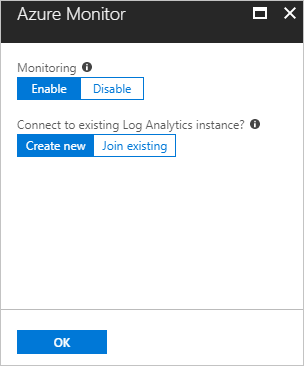 Azure Monitor
Monitoring
Enable Disable
Connect to existing Log Analytics instance?
Create new Join existing
OK